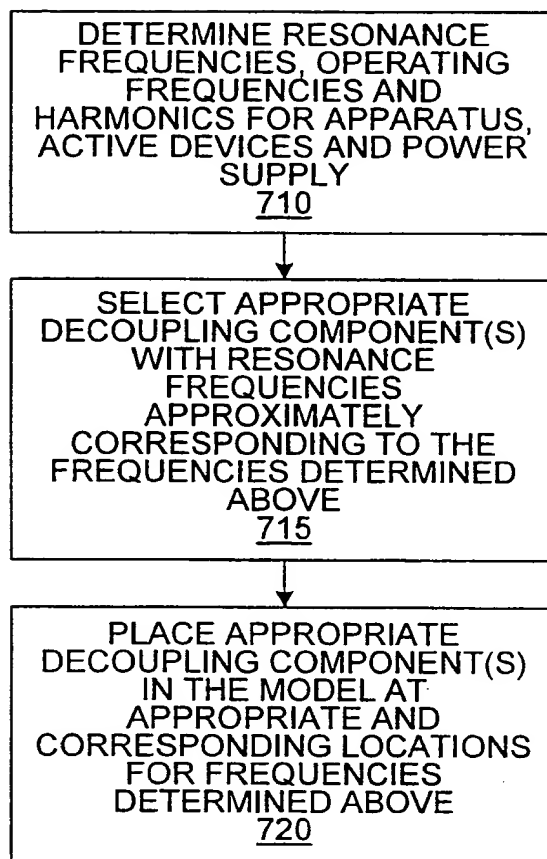 DETERMINE RESONANCE
FREQUENCIES, OPERATING
FREQUENCIES AND
HARMONICS FOR APPARATUS,
ACTIVE DEVICES AND POWER
SUPPLY
710
SELECT APPROPRIATE
DECOUPLING COMPONENT(S)
WITH RESONANCE
FREQUENCIES
APPROXIMATELY
CORRESPONDING TO THE
FREQUENCIES DETERMINED
ABOVE
715
PLACE APPROPRIATE
DECOUPLING COMPONENT(S)
IN THE MODEL AT
APPROPRIATE AND
CORRESPONDING LOCATIONS
FOR FREQUENCIES
DETERMINED ABOVE
720